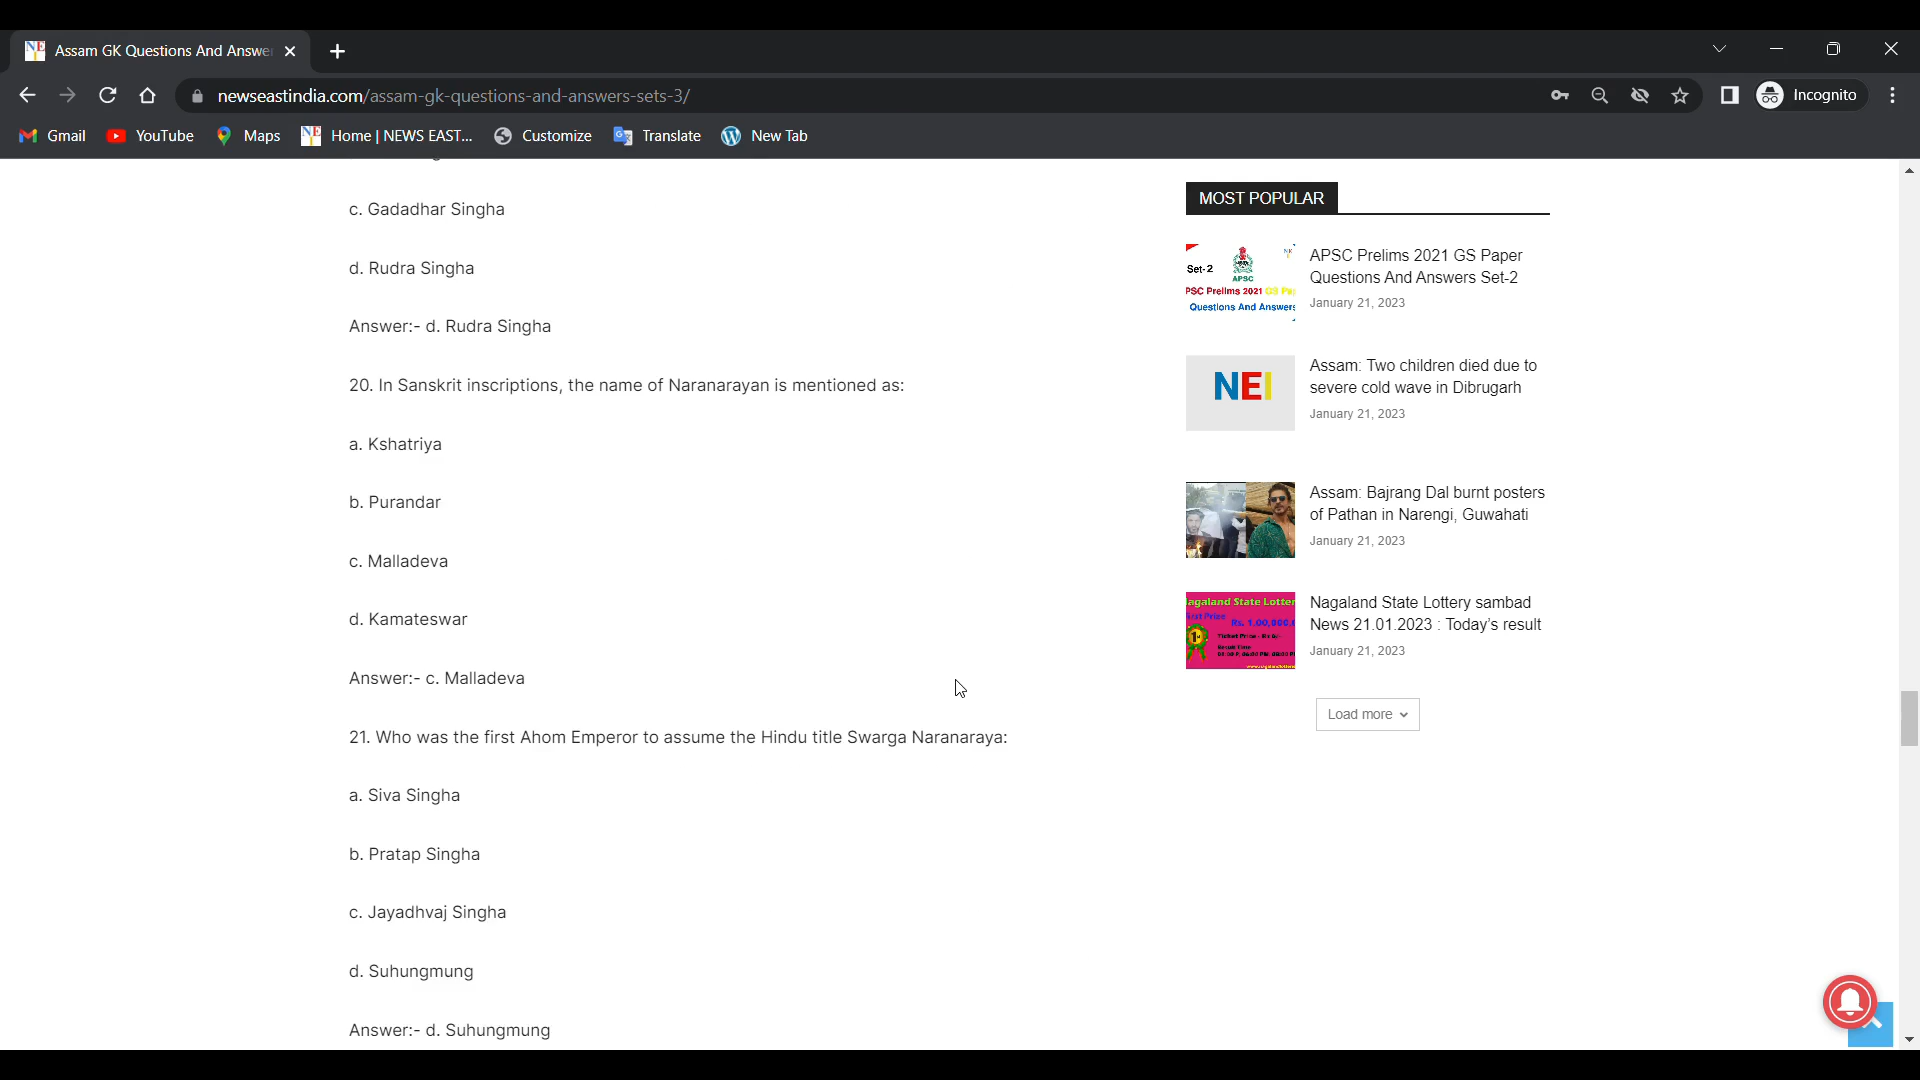 Assam GK Questions And Answe
newseastindia.com/assam-gk-questions-and-answers-sets-3/
Incognito
Gmail
YouTube
Maps
Home | NEWS EAST...
Customize
Translate
New Tab
c. Gadadhar Singha
d. Rudra Singha
Answer:- d. Rudra Singha
20. In Sanskrit inscriptions, the name of Naranarayan is mentioned as:
a. Kshatriya
b. Purandar
c. Malladeva
d. Kamateswar
Answer:- c. Malladeva
21. Who was the first Ahom Emperor to assume the Hindu title Swarga Naranaraya:
a. Siva Singha
b. Pratap Singha
c. Jayadhvaj Singha
d. Suhungmung
Answer:- d. Suhungmung
MOST POPULAR
Set-2
APSC
PSC Prelims 2021 GS Pa
Questions And Answers
APSC Prelims 2021 GS Paper
Questions And Answers Set-2
January 21, 2023
NEI
Assam: Two children died due to
severe cold wave in Dibrugarh
January 21, 2023
Assam: Bajrang Dal burnt posters
of Pathan in Narengi, Guwahati
January 21, 2023
agaland State Lotter
Nagaland State Lottery sambad
News 21.01.2023 : Today's result
January 21, 2023
Load more